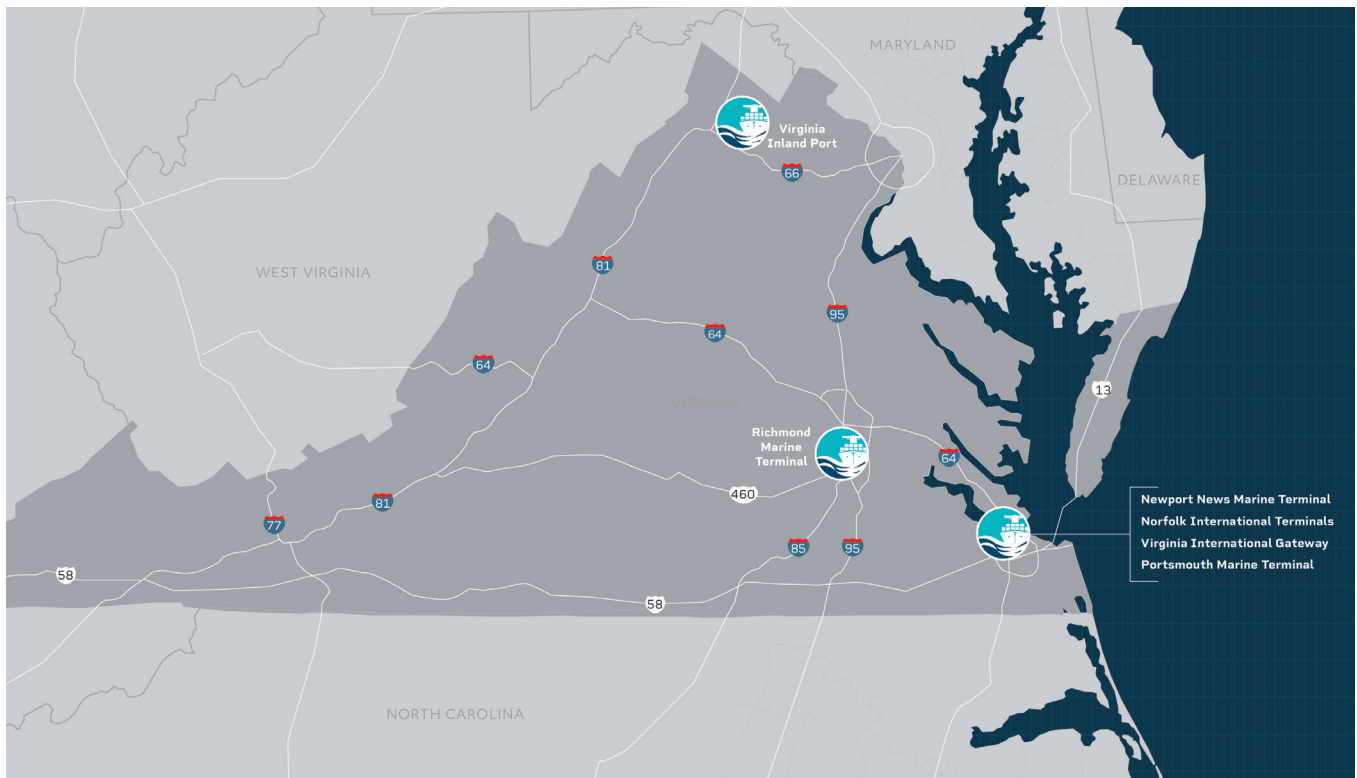 MARYLAND
Virginia
Inland Port
66
DELAWARE
WEST VIRGINIA
81
95
64
64
13
VIRGINIA
Richmond
Marine
Terminal
64
460
81
77
Newport News Marine Terminal
Norfolk International Terminals
Virginia International Gateway
Portsmouth Marine Terminal
85
95
58
58
NORTH CAROLINA